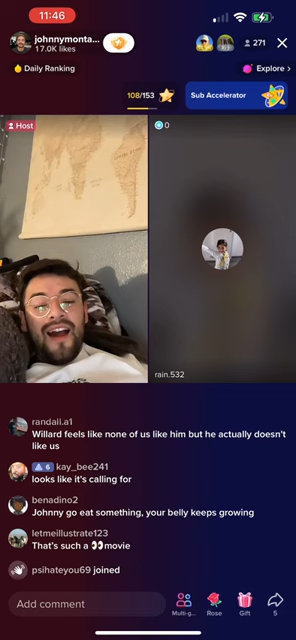 11:46
johnnymonta...
17.0K likes
271
Daily Ranking
Explore >
108/153
Sub Accelerator
Host
0
rain.532
randall.a1
Willard feels like none of us like him but he actually doesn't
like us
6 kay_bee241
looks like it's calling for
benadino2
Johnny go eat something, your belly keeps growing
letmeillustrate123
That's such a 👀movie
psihateyou69 joined
Add comment
Multi-g...
Rose
Gift
5